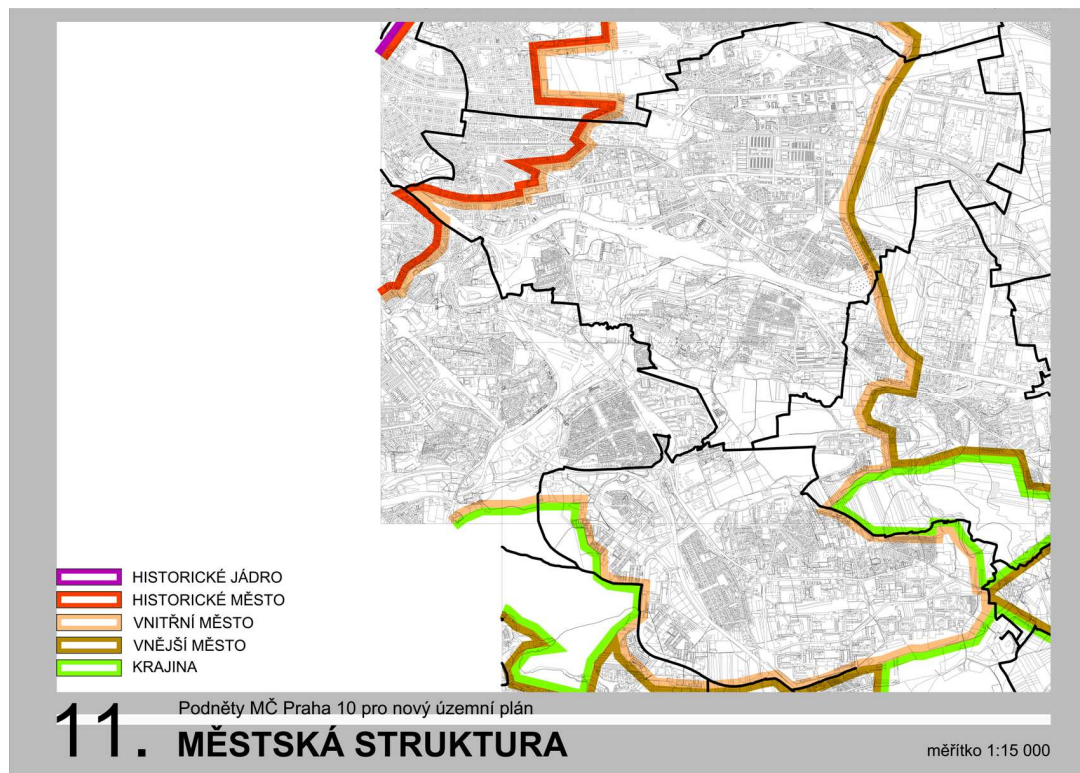 HISTORICKÉ JÁDRO
HISTORICKÉ MĚSTO
VNITŘNÍ MĚSTO
VNĚJŠÍ MĚSTO
KRAJINA
11.
Podněty MČ Praha 10 pro nový územní plán
MĚSTSKÁ STRUKTURA
měřítko 1:15 000